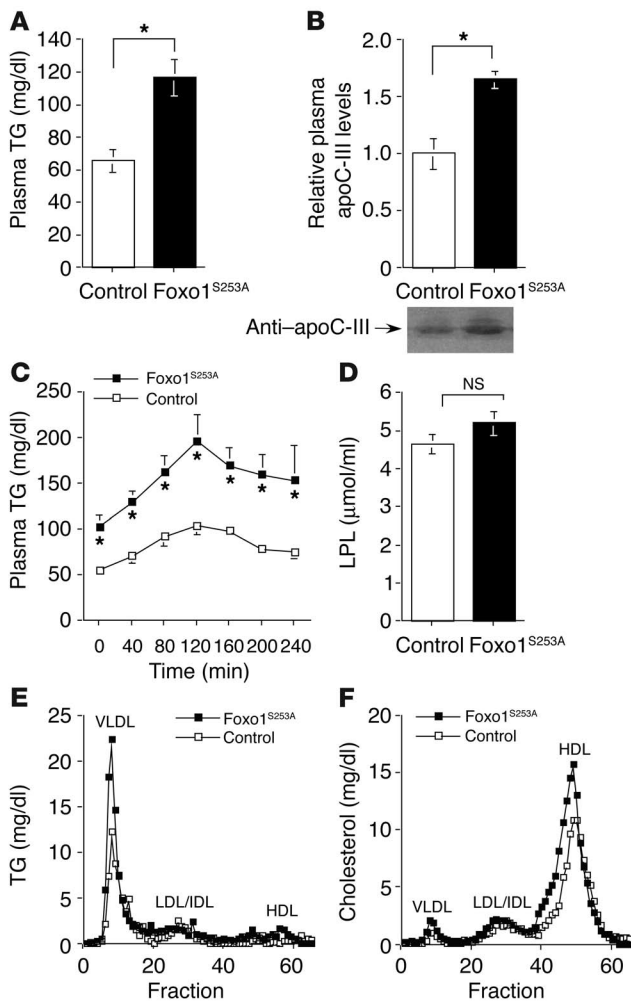 A
*
Plasma TG (mg/dl)
140
120
100
80
60
40
20
0
Control Foxo1S253A
B
*
Relative plasma
apoC-III levels
2.0
1.5
1.0
0.5
0
Control Foxo1S253A
Anti–apoC-III
C
Foxo1S253A
Control
Plasma TG (mg/dl)
250
200
150
100
50
0
* * * * * * *
0 40 80 120 160 200 240
Time (min)
D
NS
LPL (μmol/ml)
6
5
4
3
2
1
0
Control Foxo1S253A
E
VLDL
Foxo1S253A
Control
TG (mg/dl)
25
20
15
10
5
0
LDL/IDL
HDL
0 20 40 60
Fraction
F
Foxo1S253A
Control
Cholesterol (mg/dl)
20
15
10
5
0
HDL
VLDL
LDL/IDL
0 20 40 60
Fraction